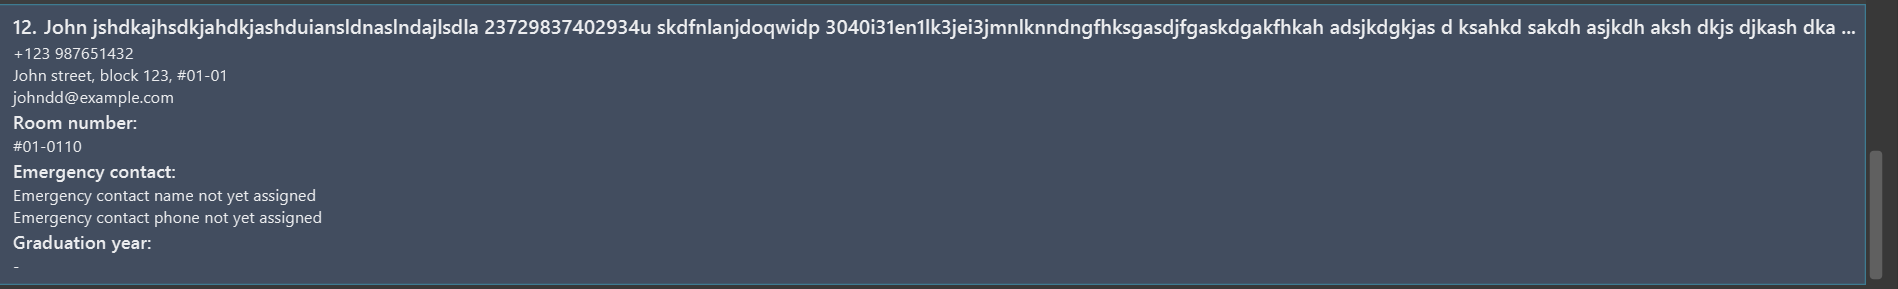 12. John jshdkajhsdkjahdkjashduiansldnaslndajlsdla 23729837402934u skdfnlanjdoqwidp 3040i31en1lk3jei3jmnlknndngfhksgasdjfgaskdgakfhkah adsjkdgkjas d ksahkd sakdh asjkdh aksh dkjs djkash dka ...
+123 987651432
John street, block 123, #01-01
johndd@example.com
Room number:
#01-0110
Emergency contact:
Emergency contact name not yet assigned
Emergency contact phone not yet assigned
Graduation year:
-